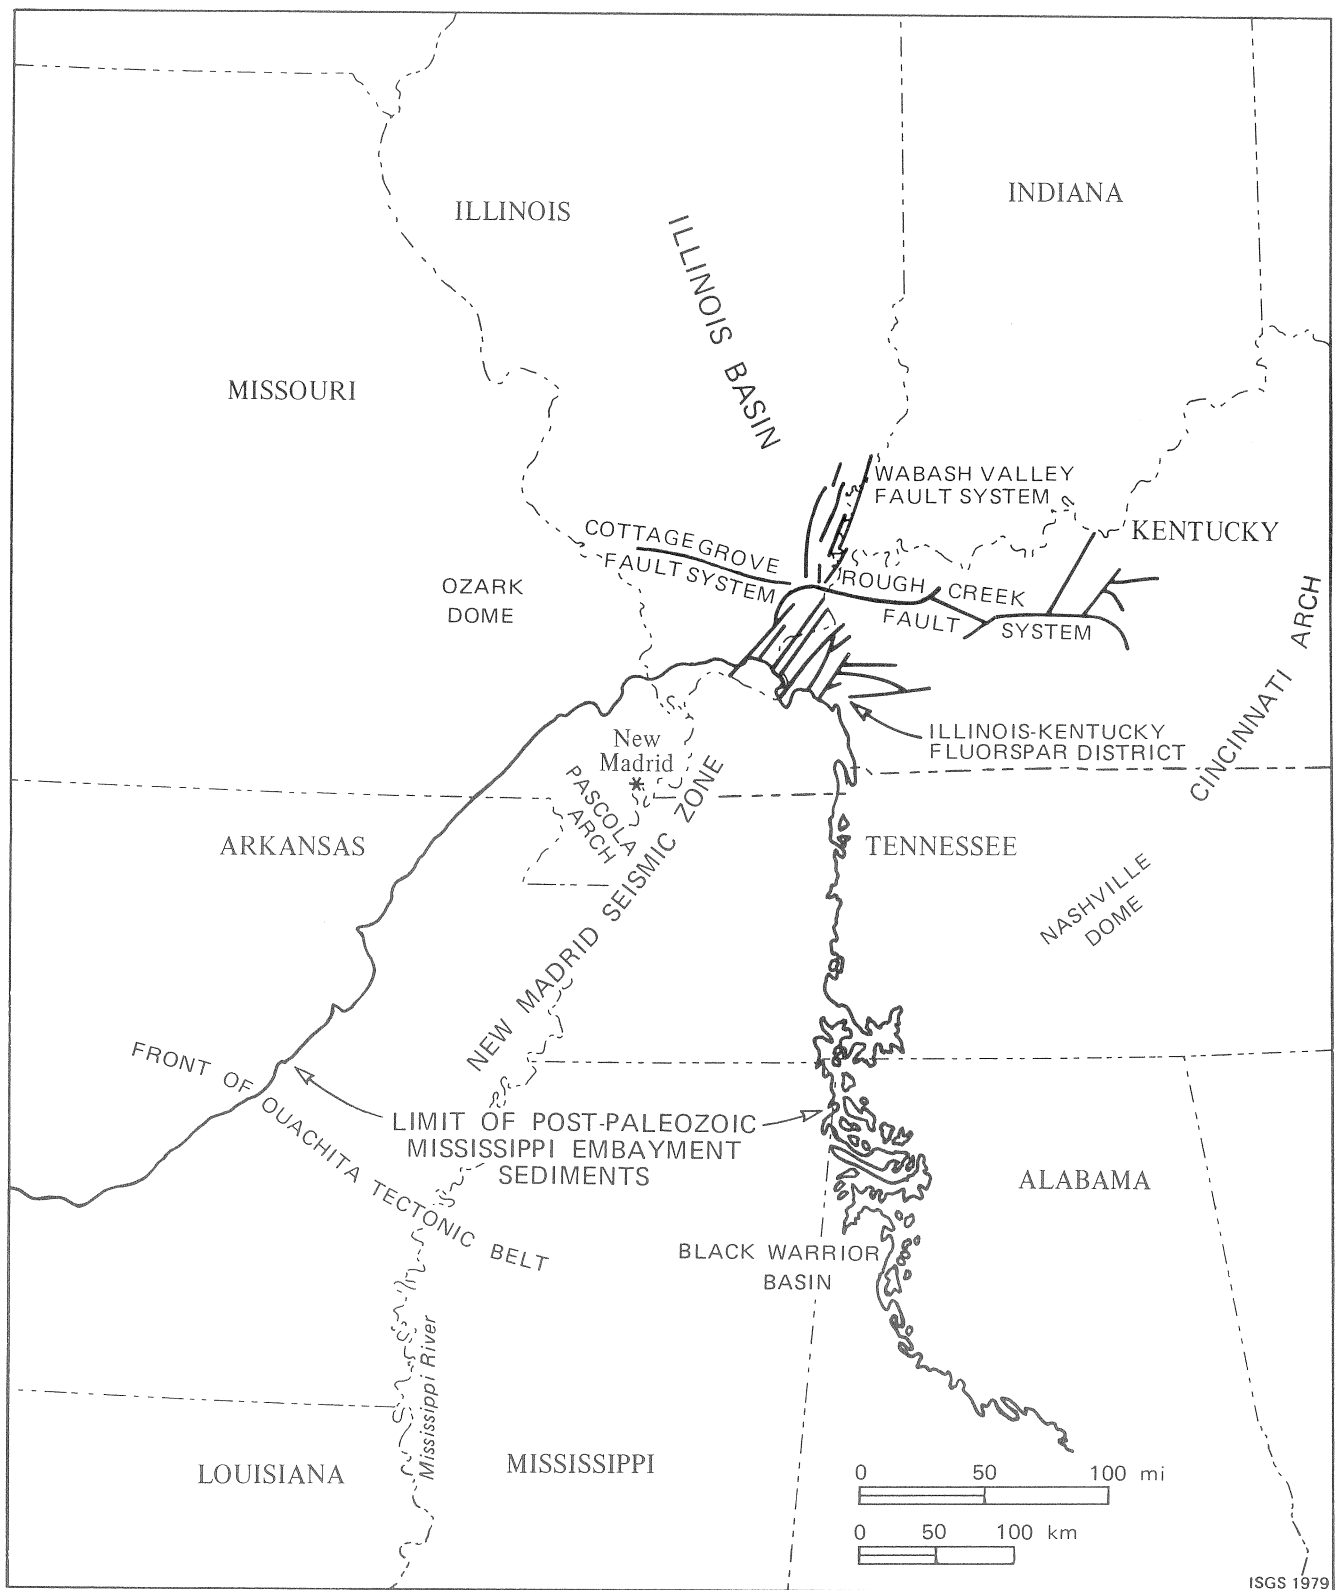 INDIANA
ILLINOIS
ILLINOIS BASIN
MISSOURI
WABASH VALLEY
FAULT SYSTEM
KENTUCKY
COTTAGE GROVE
FAULT SYSTEM
ROUGH CREEK
FAULT SYSTEM
OZARK
DOME
CINCINNATI ARCH
ILLINOIS-KENTUCKY
FLUORSPAR DISTRICT
New
Madrid
*
PASCOLA
ARCH
NEW MADRID SEISMIC ZONE
ARKANSAS
TENNESSEE
NASHVILLE
DOME
FRONT OF OUACHITA TECTONIC BELT
LIMIT OF POST-PALEOZOIC
MISSISSIPPI EMBAYMENT
SEDIMENTS
ALABAMA
BLACK WARRIOR
BASIN
Mississippi River
LOUISIANA
MISSISSIPPI
0 50 100 mi
0 50 100 km
ISGS 1979